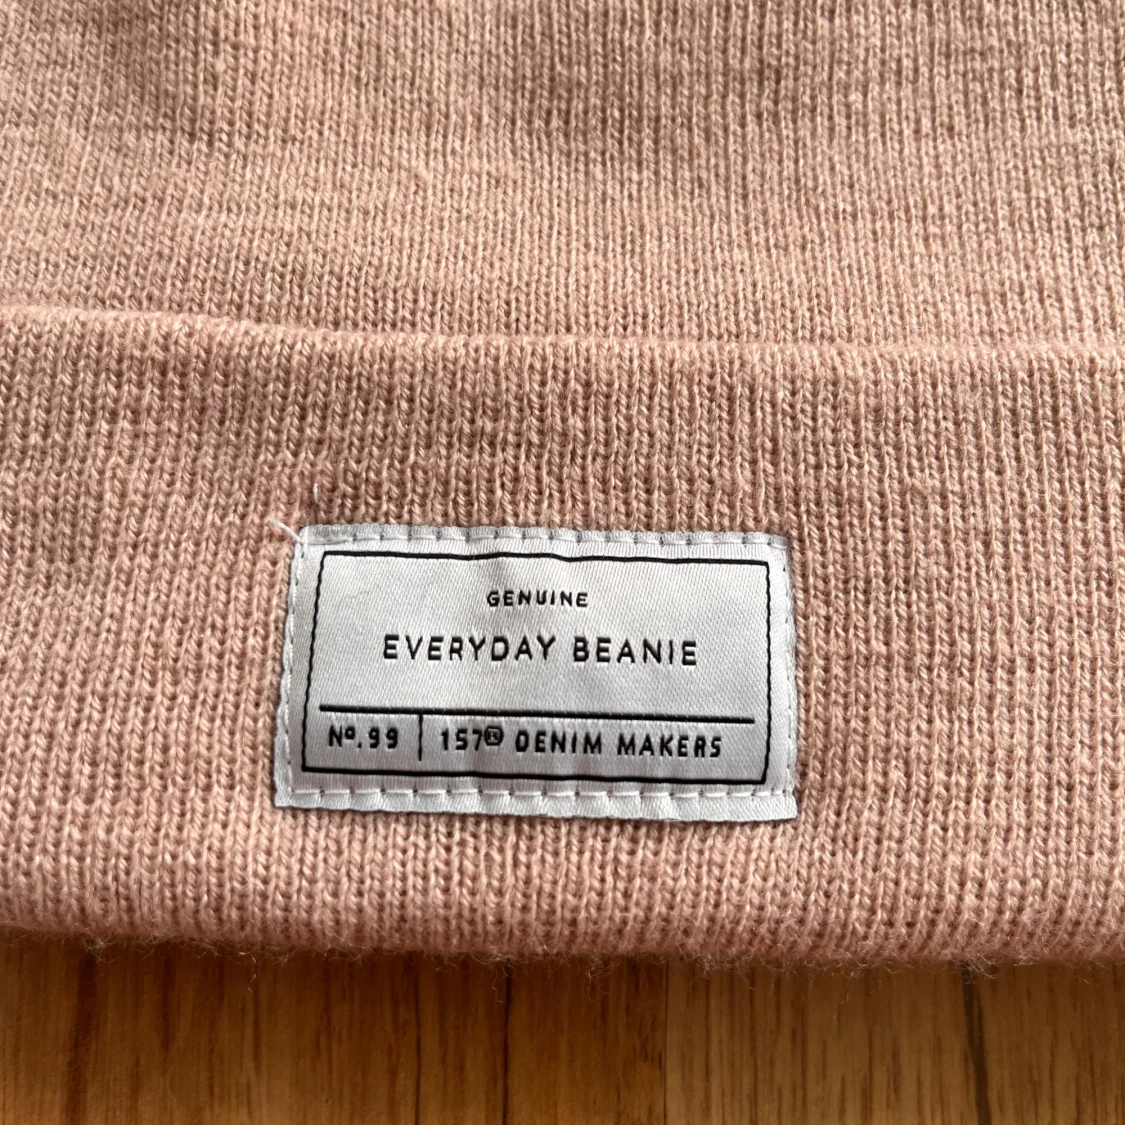 GENUINE
EVERYDAY BEANIE
Nº.99 | 157® DENIM MAKERS